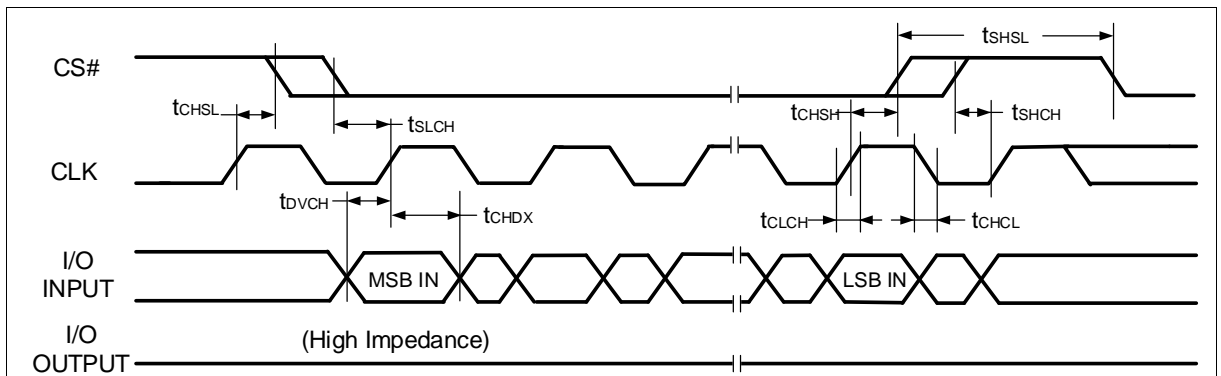 tSHSL
CS#
tCHSL
tSLCH
tCHSH
tSHCH
CLK
tDVCH
tCHDX
tCLCH
tCHCL
I/O
INPUT
MSB IN
LSB IN
I/O
OUTPUT
(High Impedance)